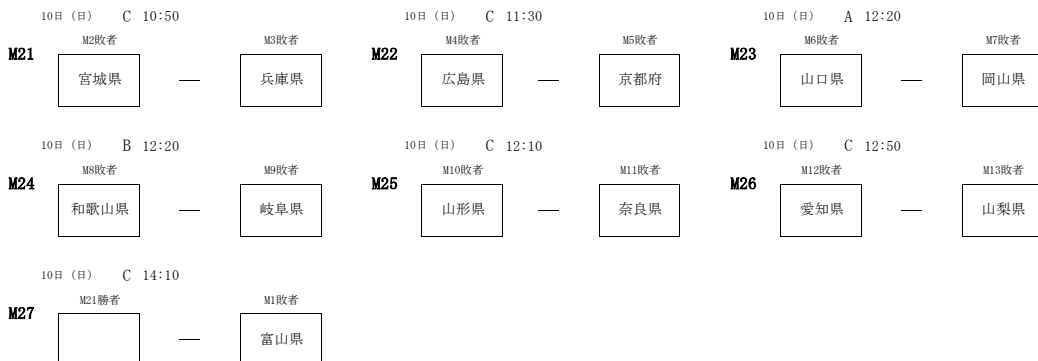 10日 (日) C 10:50 10日 (日) C 11:30 10日 (日) A 12:20
M2敗者 M3敗者 M4敗者 M5敗者 M6敗者 M7敗者
M21 宮城県 — 兵庫県 M22 広島県 — 京都府 M23 山口県 — 岡山県
10日 (日) B 12:20 10日 (日) C 12:10 10日 (日) C 12:50
M8敗者 M9敗者 M10敗者 M11敗者 M12敗者 M13敗者
M24 和歌山県 — 岐阜県 M25 山形県 — 奈良県 M26 愛知県 — 山梨県
10日 (日) C 14:10
M21勝者 M1敗者
M27 — 富山県